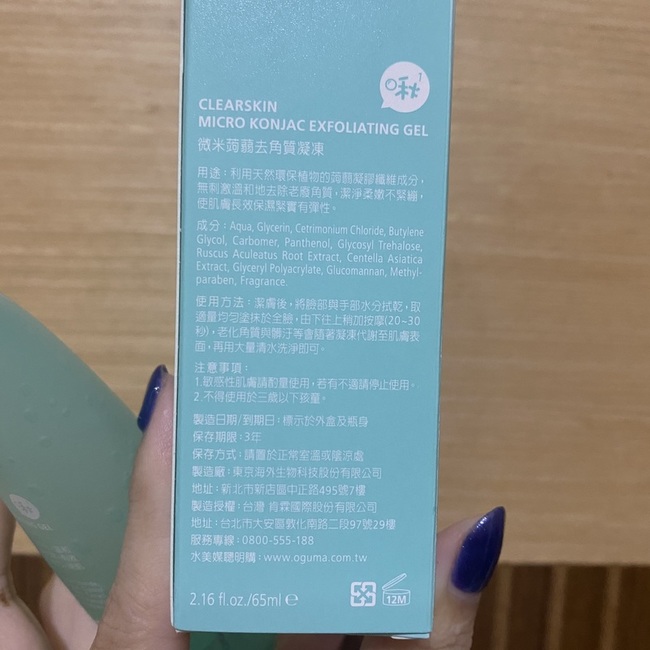 啾1
CLEARSKIN
MICRO KONJAC EXFOLIATING GEL
微米蒟蒻去角質凝凍
用途：利用天然環保植物的蒟蒻凝膠纖維成分，
無刺激溫和地去除老廢角質，潔淨柔嫩不緊繃，
使肌膚長效保濕緊實有彈性。
成分：Aqua, Glycerin, Cetrimonium Chloride, Butylene
Glycol, Carbomer, Panthenol, Glycosyl Trehalose,
Ruscus Aculeatus Root Extract, Centella Asiatica
Extract, Glyceryl Polyacrylate, Glucomannan, Methyl-
paraben, Fragrance
使用方法：潔膚後，將臉部與手部水分拭乾，取
適量均勻塗抹於全臉，由下往上稍加按摩(20~30
秒)，老化角質與髒汙等會隨著凝凍代謝至肌膚表
面，再用大量清水洗淨即可。
注意事項：
1.敏感性肌膚請酌量使用，若有不適請停止使用。
2.不得使用於三歲以下孩童。
製造日期/到期日：標示於外盒及瓶身
保存期限：3年
保存方式：請置於正常室溫或陰涼處
製造廠：東京海外生物科技股份有限公司
地址：新北市新店區中正路495號7樓
製造授權：台灣 肯霖國際股份有限公司
地址：台北市大安區敦化南路二段97號29樓
服務專線：0800-555-188
水美媒聰明購：www.oguma.com.tw
2.16 fl.oz./65ml ℮
12M